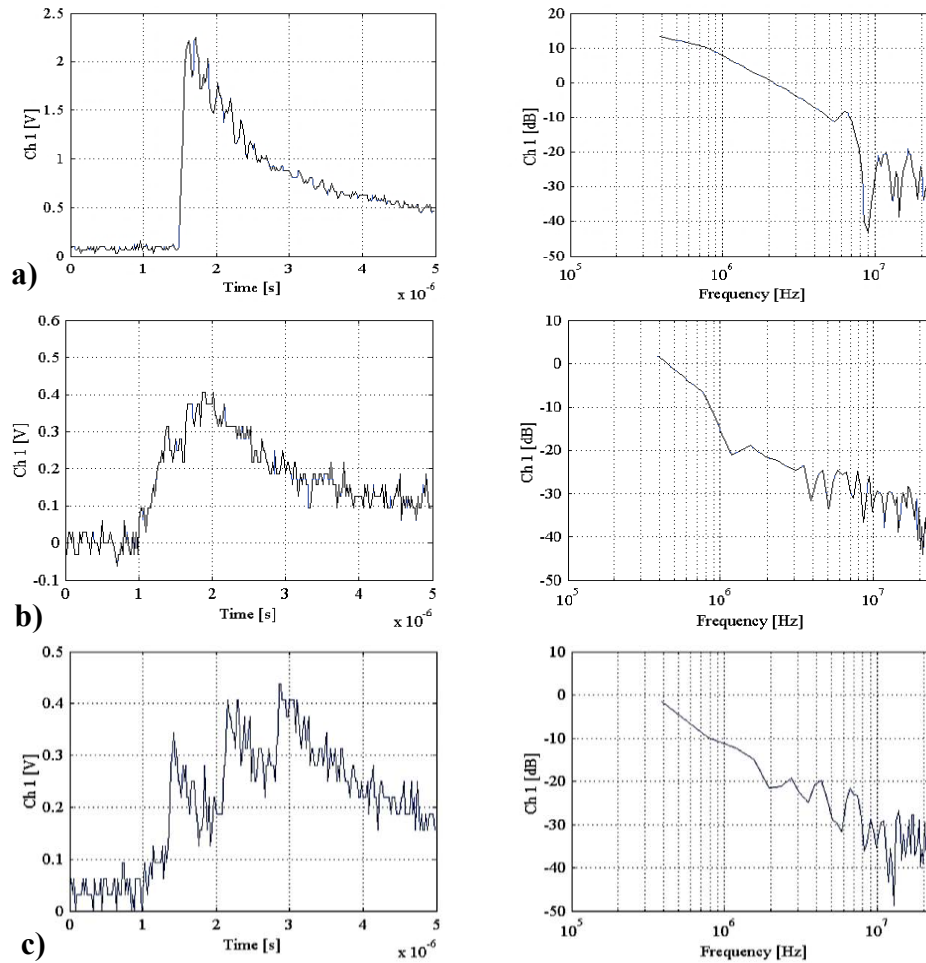 2.5
2
1.5
1
0.5
0
Ch 1 [V]
0 1 2 3 4 5
Time [s]
x 10^-6
a)
20
10
0
-10
-20
-30
-40
-50
Ch 1 [dB]
10^5 10^6 10^7
Frequency [Hz]
0.6
0.5
0.4
0.3
0.2
0.1
0
-0.1
Ch 1 [V]
0 1 2 3 4 5
Time [s]
x 10^-6
b)
10
0
-10
-20
-30
-40
-50
Ch 1 [dB]
10^5 10^6 10^7
Frequency [Hz]
0.5
0.4
0.3
0.2
0.1
0
Ch 1 [V]
0 1 2 3 4 5
Time [s]
x 10^-6
c)
10
0
-10
-20
-30
-40
-50
Ch 1 [dB]
10^5 10^6 10^7
Frequency [Hz]